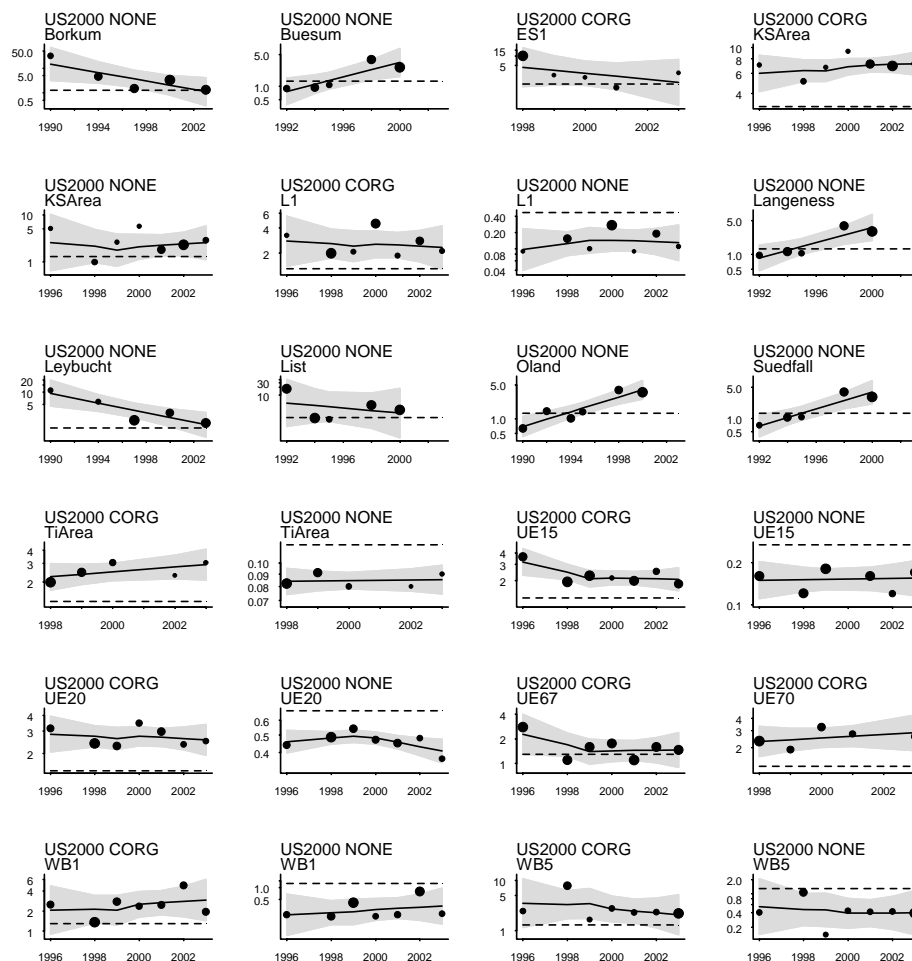 US2000 NONE
Borkum
50.0
5.0
0.5
1990 1994 1998 2002
US2000 NONE
Buesum
5.0
1.0
0.5
1992 1996 2000
US2000 CORG
ES1
15
5
1998 2000 2002
US2000 CORG
KSArea
10
8
6
4
1996 1998 2000 2002
US2000 NONE
KSArea
10
5
1
1996 1998 2000 2002
US2000 CORG
L1
6
4
2
1996 1998 2000 2002
US2000 NONE
L1
0.40
0.20
0.08
0.04
1996 1998 2000 2002
US2000 NONE
Langeness
5.0
1.0
0.5
1992 1996 2000
US2000 NONE
Leybucht
20
10
5
1990 1994 1998 2002
US2000 NONE
List
30
10
1992 1996 2000
US2000 NONE
Oland
5.0
1.0
0.5
1990 1994 1998 2002
US2000 NONE
Suedfall
5.0
1.0
0.5
1992 1996 2000
US2000 CORG
TiArea
4
3
2
1998 2000 2002
US2000 NONE
TiArea
0.10
0.09
0.08
0.07
1998 2000 2002
US2000 CORG
UE15
4
3
2
1996 1998 2000 2002
US2000 NONE
UE15
0.2
0.1
1996 1998 2000 2002
US2000 CORG
UE20
4
3
2
1996 1998 2000 2002
US2000 NONE
UE20
0.6
0.5
0.4
1996 1998 2000 2002
US2000 CORG
UE67
4
2
1
1996 1998 2000 2002
US2000 CORG
UE70
4
3
2
1998 2000 2002
US2000 CORG
WB1
6
4
2
1
1996 1998 2000 2002
US2000 NONE
WB1
1.0
0.5
1996 1998 2000 2002
US2000 CORG
WB5
10
5
2
1
1996 1998 2000 2002
US2000 NONE
WB5
2.0
0.8
0.4
0.2
1996 1998 2000 2002